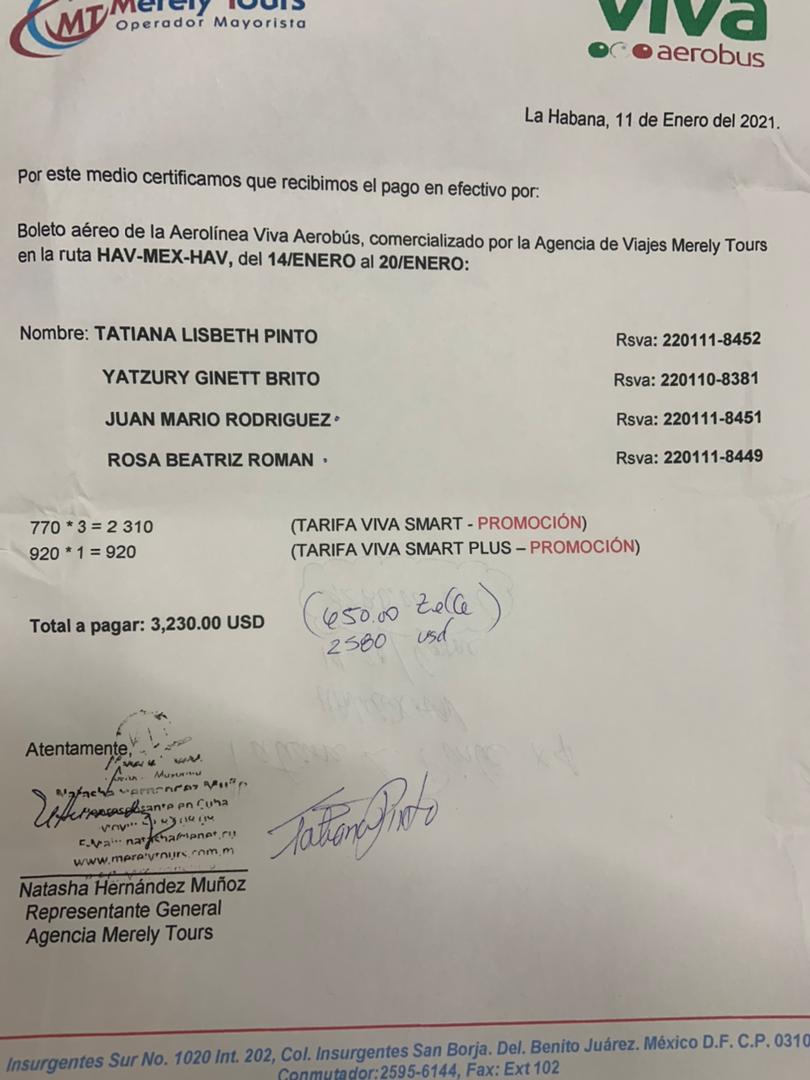 MT Merely Tours
Operador Mayorista
viva
aerobus
La Habana, 11 de Enero del 2021.
Por este medio certificamos que recibimos el pago en efectivo por:
Boleto aéreo de la Aerolínea Viva Aerobús, comercializado por la Agencia de Viajes Merely Tours
en la ruta HAV-MEX-HAV, del 14/ENERO al 20/ENERO:
Nombre: TATIANA LISBETH PINTO Rsva: 220111-8452
YATZURY GINETT BRITO Rsva: 220110-8381
JUAN MARIO RODRIGUEZ Rsva: 220111-8451
ROSA BEATRIZ ROMAN Rsva: 220111-8449
770 * 3 = 2 310 (TARIFA VIVA SMART - PROMOCIÓN)
920 * 1 = 920 (TARIFA VIVA SMART PLUS – PROMOCIÓN)
Total a pagar: 3,230.00 USD (650.00 Zelle)
2580 usd
Atentamente,
en Cuba
www.merelytours.com.m
Tatiana Pinto
Natasha Hernández Muñoz
Representante General
Agencia Merely Tours
Insurgentes Sur No. 1020 Int. 202, Col. Insurgentes San Borja. Del. Benito Juárez. México D.F. C.P. 0310
Conmutador:2595-6144, Fax: Ext 102